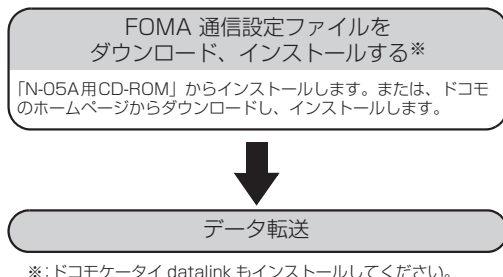 FOMA 通信設定ファイルを
ダウンロード、インストールする※
「N-05A用CD-ROM」からインストールします。または、ドコモ
のホームページからダウンロードし、インストールします。
データ転送
※：ドコモケータイ datalink もインストールしてください。